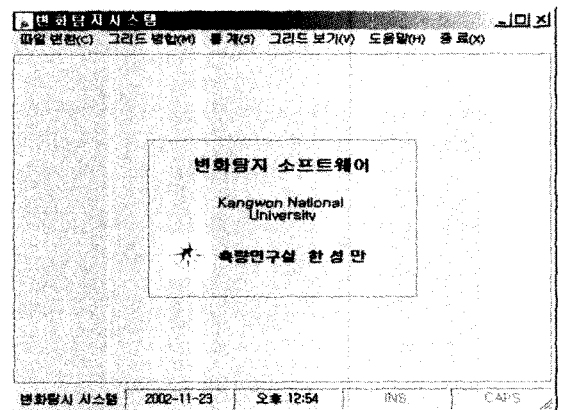 변화탐지시스템
파일 변환(C) 그리드 병합(M) 통계(S) 그리드 보기(V) 도움말(H) 종료(X)
변화탐지 소프트웨어
Kangwon National
University
측량연구실 한성만
변화탐지 시스템 2002-11-23 오후 12:54 INS CAPS